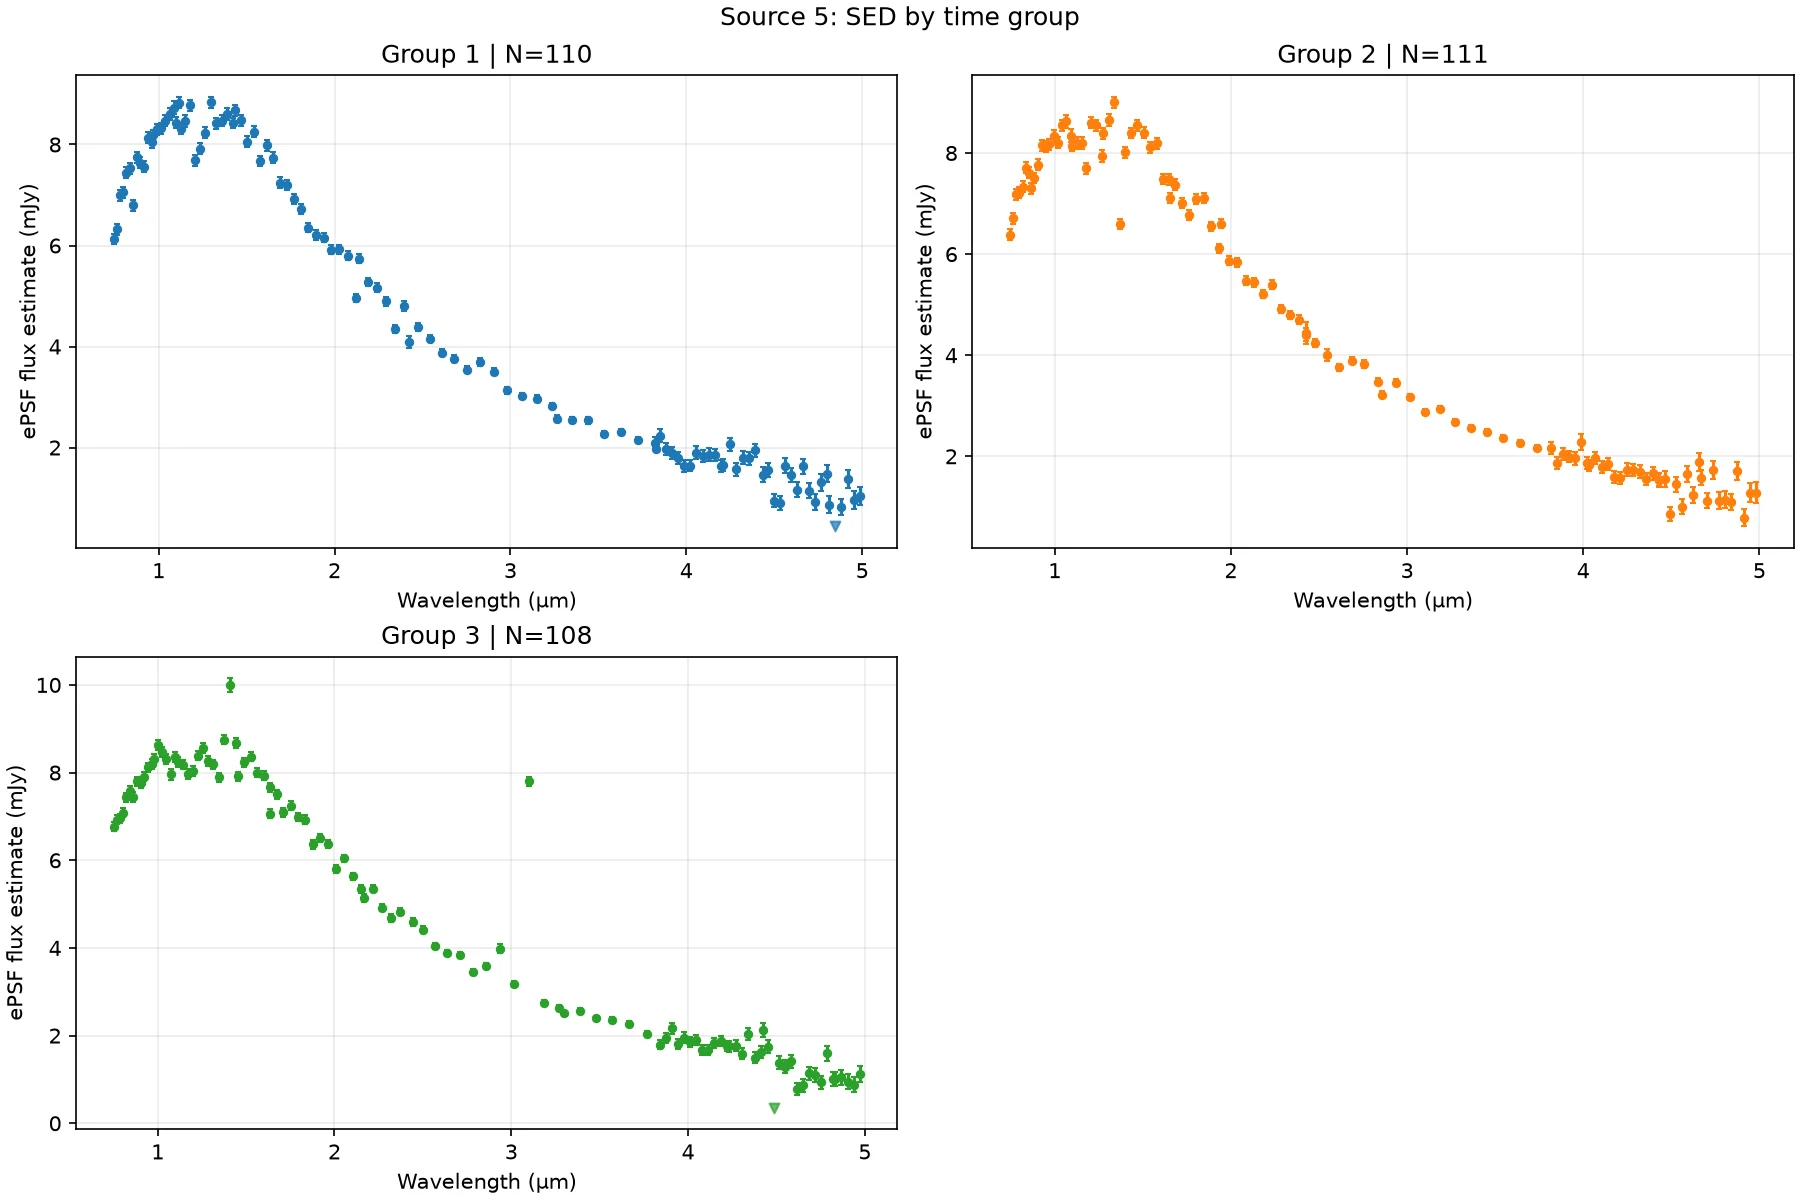 Source 5: SED by time group
Group 1 | N=110
ePSF flux estimate (mJy)
8
6
4
2
1 2 3 4 5
Wavelength (μm)
Group 2 | N=111
ePSF flux estimate (mJy)
8
6
4
2
1 2 3 4 5
Wavelength (μm)
Group 3 | N=108
ePSF flux estimate (mJy)
10
8
6
4
2
0
1 2 3 4 5
Wavelength (μm)